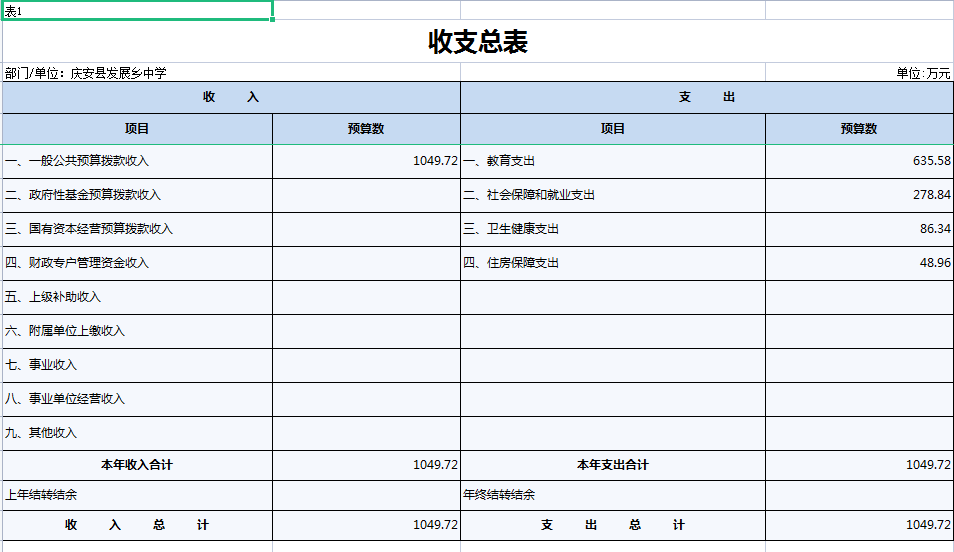 表1
收支总表
部门/单位：庆安县发展乡中学 单位:万元
收 入 支 出
项目 预算数 项目 预算数
一、一般公共预算拨款收入 1049.72 一、教育支出 635.58
二、政府性基金预算拨款收入 二、社会保障和就业支出 278.84
三、国有资本经营预算拨款收入 三、卫生健康支出 86.34
四、财政专户管理资金收入 四、住房保障支出 48.96
五、上级补助收入
六、附属单位上缴收入
七、事业收入
八、事业单位经营收入
九、其他收入
本年收入合计 1049.72 本年支出合计 1049.72
上年结转结余 年终结转结余
收 入 总 计 1049.72 支 出 总 计 1049.72